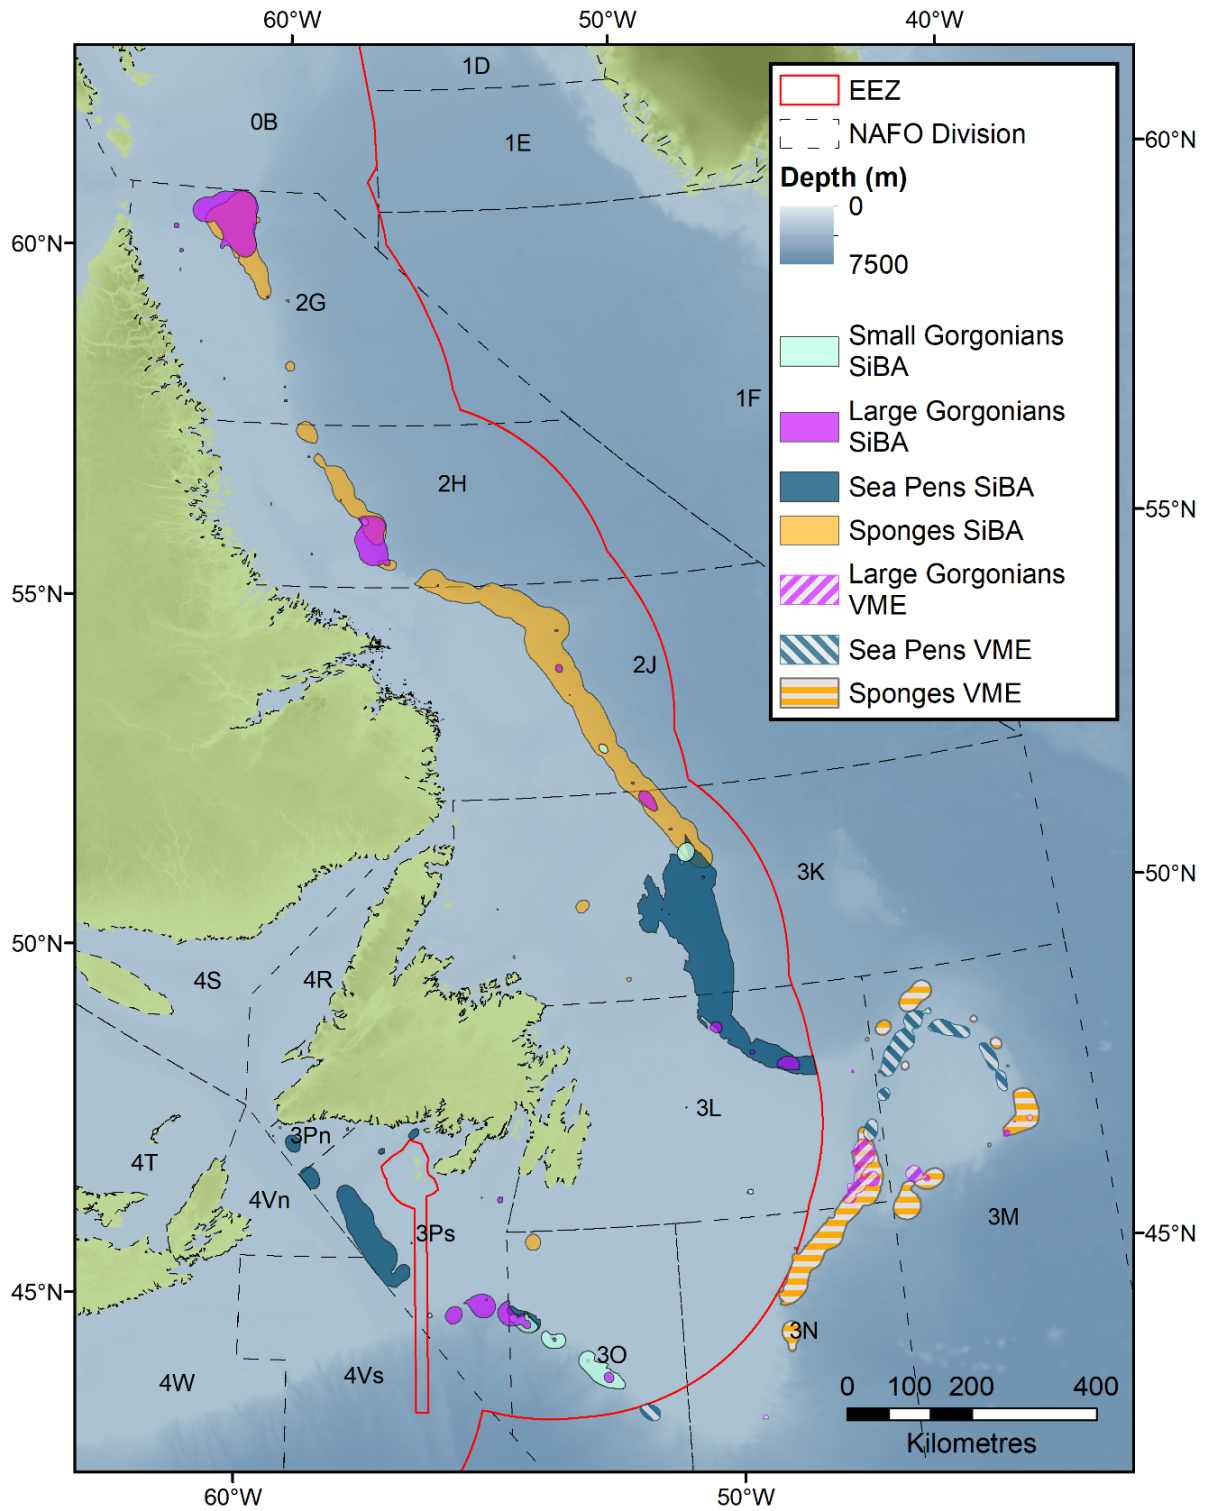 60°W
50°W
40°W
1D
EEZ
0B
1E
NAFO Division
60°N
Depth (m)
0
60°N
7500
2G
Small Gorgonians
SiBA
1F
Large Gorgonians
SiBA
2H
Sea Pens SiBA
55°N
Sponges SiBA
Large Gorgonians
VME
55°N
Sea Pens VME
2J
Sponges VME
3K
50°N
50°N
4S
4R
3L
3Pn
4T
4Vn
3M
3Ps
45°N
45°N
3N
3O
4Vs
4W
0
100
200
400
Kilometres
60°W
50°W